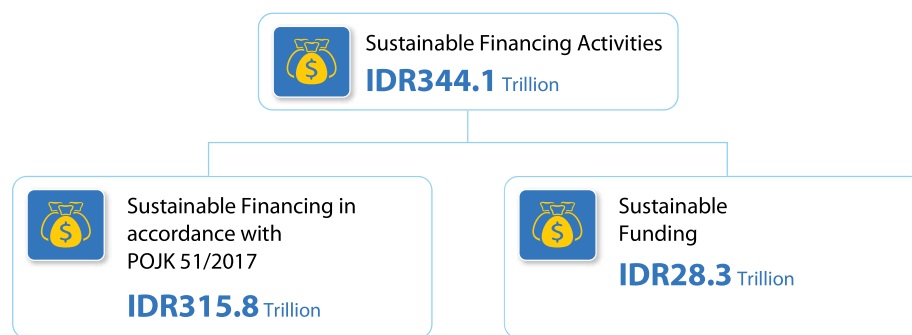 Sustainable Financing Activities
IDR344.1 Trillion
Sustainable Financing in
accordance with
POJK 51/2017
IDR315.8 Trillion
Sustainable
Funding
IDR28.3 Trillion